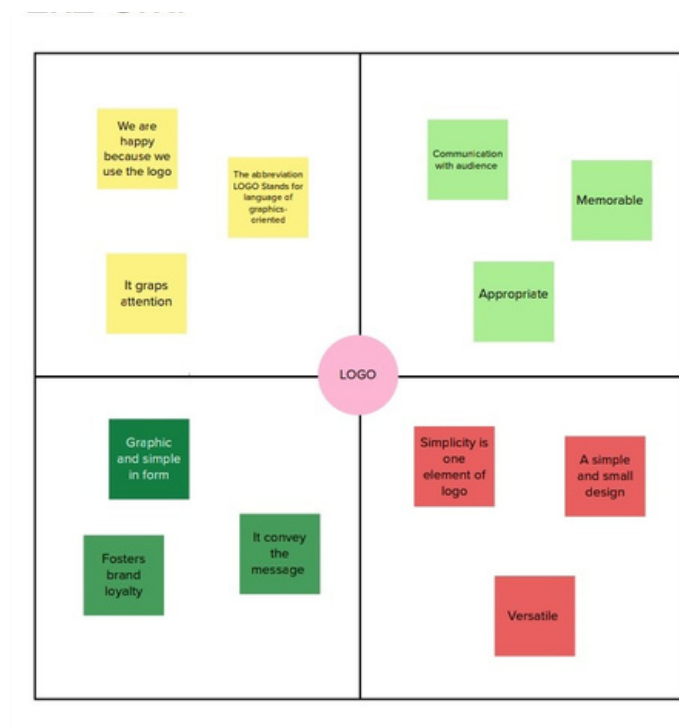 We are
happy
because we
use the logo
The abbreviation
LOGO Stands for
language of
graphics-
oriented
It graps
attention
Communication
with audience
Memorable
Appropriate
LOGO
Graphic
and simple
in form
Fosters
brand
loyalty
It convey
the
message
Simplicity is
one
element of
logo
A simple
and small
design
Versatile